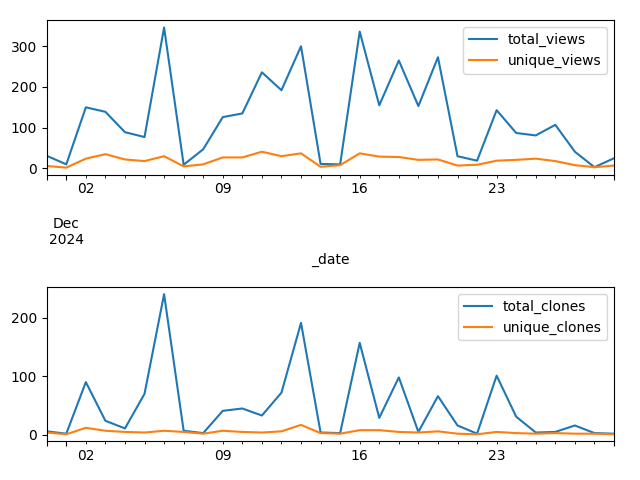 300
200
100
0
total_views
unique_views
02
09
16
23
Dec
2024
_date
200
100
0
total_clones
unique_clones
02
09
16
23